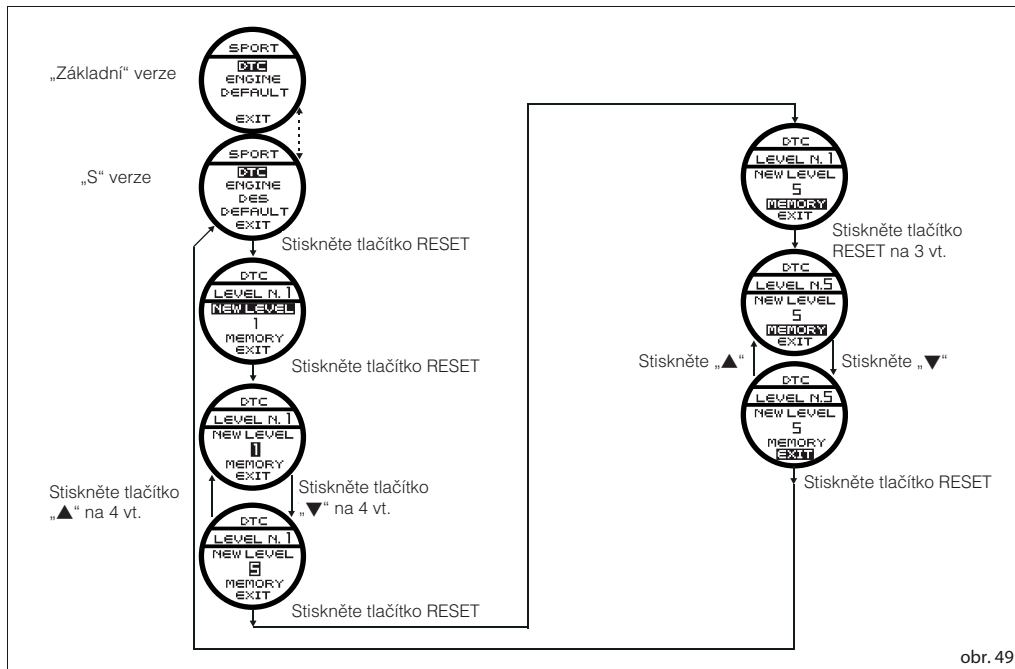 „Základní“ verze
SPORT
DTC
ENGINE
DEFAULT
EXIT
„S“ verze
SPORT
DTC
ENGINE
DES
DEFAULT
EXIT
Stiskněte tlačítko RESET
DTC
LEVEL N. 1
NEW LEVEL
1
MEMORY
EXIT
Stiskněte tlačítko RESET
DTC
LEVEL N. 1
NEW LEVEL
1
MEMORY
EXIT
Stiskněte tlačítko
„▲“ na 4 vt.
Stiskněte tlačítko
„▼“ na 4 vt.
DTC
LEVEL N. 1
NEW LEVEL
5
MEMORY
EXIT
Stiskněte tlačítko RESET
DTC
LEVEL N. 1
NEW LEVEL
5
MEMORY
EXIT
Stiskněte tlačítko
RESET na 3 vt.
DTC
LEVEL N.5
NEW LEVEL
5
MEMORY
EXIT
Stiskněte „▲“
Stiskněte „▼“
DTC
LEVEL N.5
NEW LEVEL
5
MEMORY
EXIT
Stiskněte tlačítko RESET
obr. 49